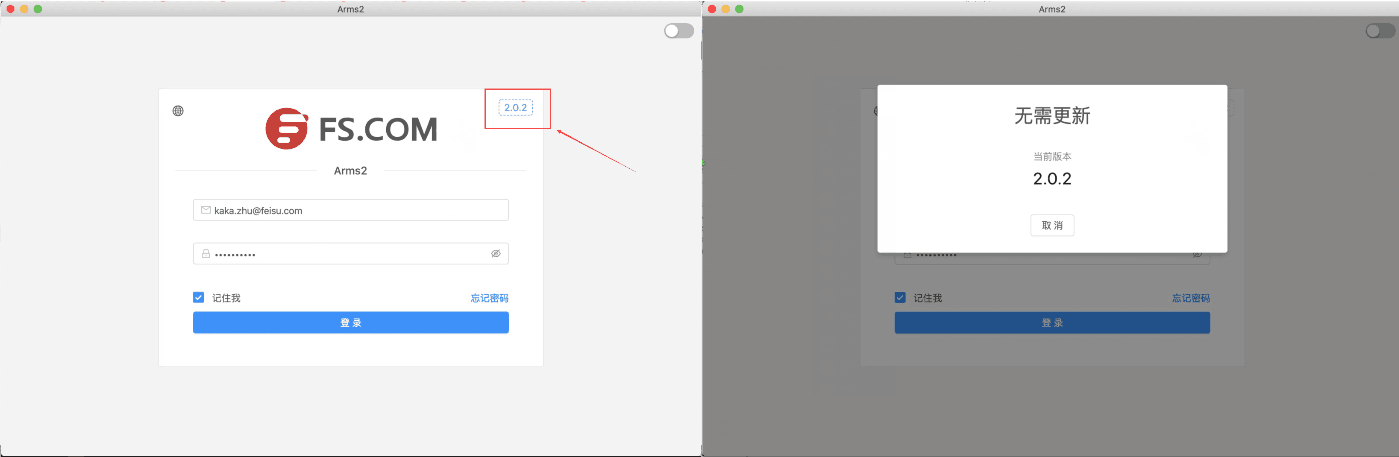 Arms2
2.0.2
FS.COM
Arms2
kaka.zhu@feisu.com
记住我
忘记密码
登 录
Arms2
无需更新
当前版本
2.0.2
取 消
记住我
忘记密码
登 录